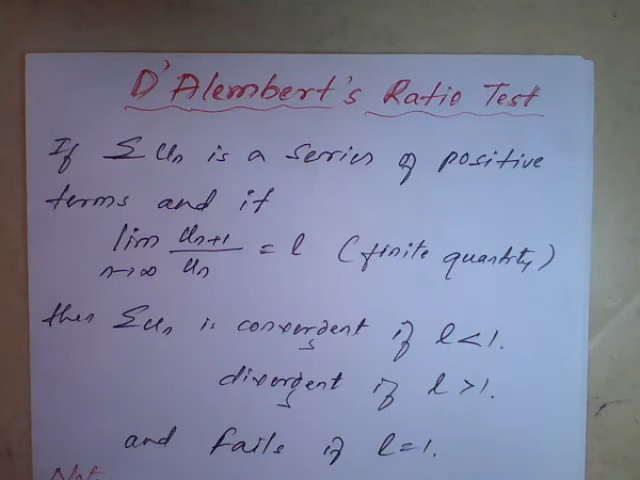 D'Alembert's Ratio Test
If Σ un is a series of positive
terms and if
lim n→∞ un+1/un = l (finite quantity)
then Σun is convergent if l<1.
divergent if l>1.
and fails if l=1.